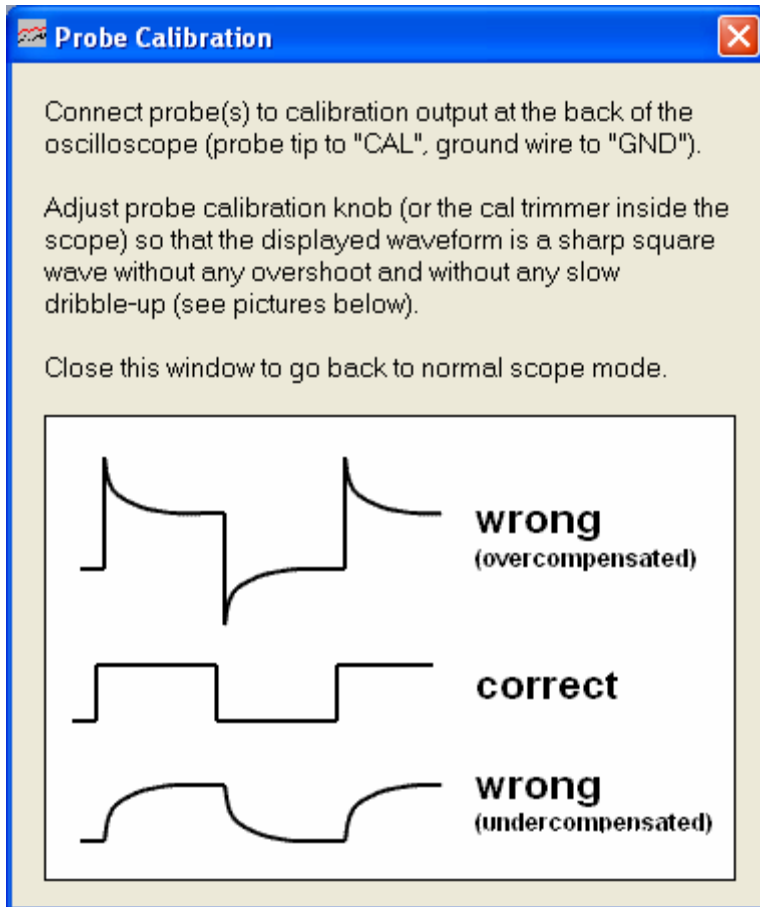 Probe Calibration
Connect probe(s) to calibration output at the back of the
oscilloscope (probe tip to "CAL", ground wire to "GND").
Adjust probe calibration knob (or the cal trimmer inside the
scope) so that the displayed waveform is a sharp square
wave without any overshoot and without any slow
dribble-up (see pictures below).
Close this window to go back to normal scope mode.
wrong
(overcompensated)
correct
wrong
(undercompensated)